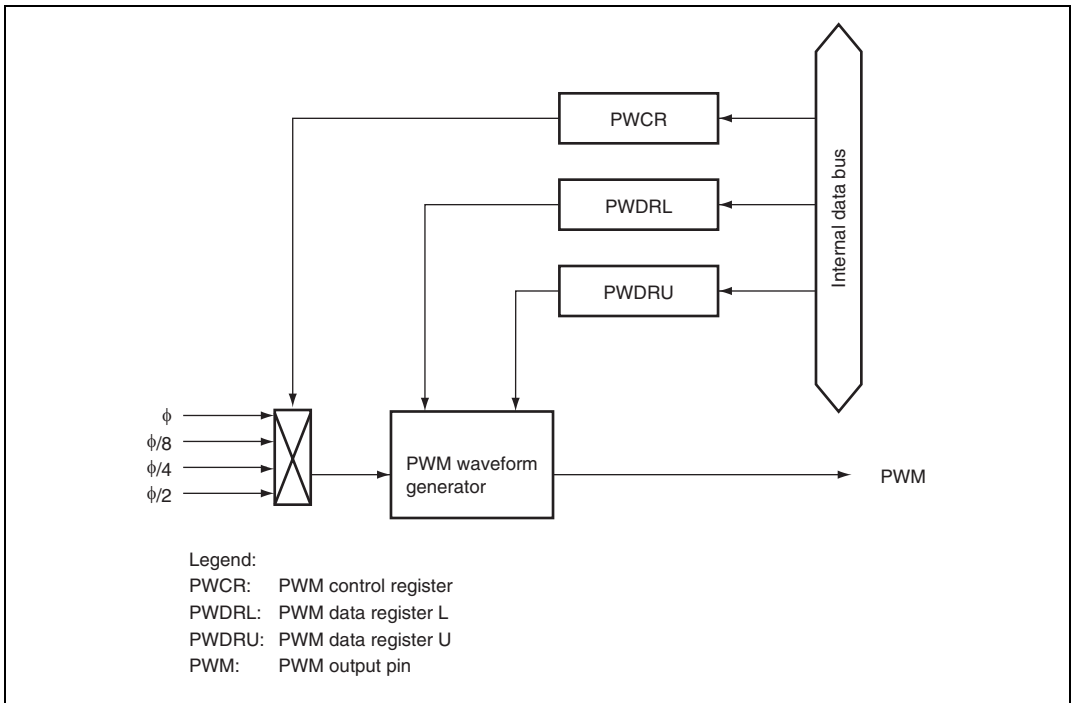 PWCR
PWDRL
PWDRU
Internal data bus
ϕ
ϕ/8
ϕ/4
ϕ/2
PWM waveform
generator
PWM
Legend:
PWCR: PWM control register
PWDRL: PWM data register L
PWDRU: PWM data register U
PWM: PWM output pin